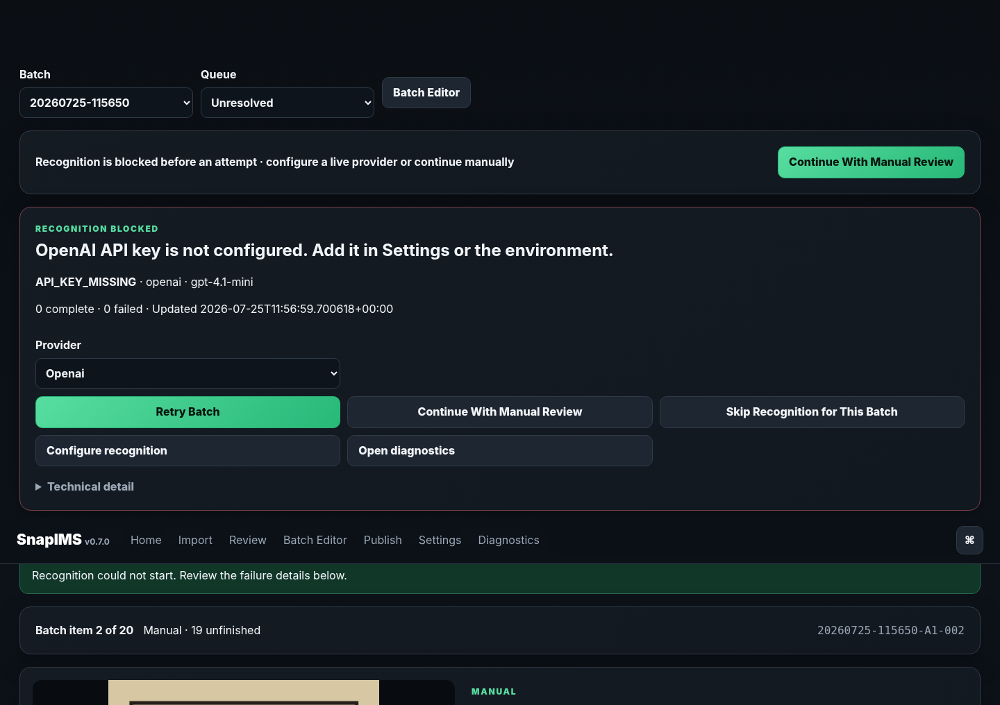 Batch
Queue
20260725-115650
Unresolved
Batch Editor
Recognition is blocked before an attempt · configure a live provider or continue manually
Continue With Manual Review
RECOGNITION BLOCKED
OpenAI API key is not configured. Add it in Settings or the environment.
API_KEY_MISSING · openai · gpt-4.1-mini
0 complete · 0 failed · Updated 2026-07-25T11:56:59.700618+00:00
Provider
Openai
Retry Batch
Continue With Manual Review
Skip Recognition for This Batch
Configure recognition
Open diagnostics
Technical detail
SnapIMS v0.7.0
Home
Import
Review
Batch Editor
Publish
Settings
Diagnostics
⌘
Recognition could not start. Review the failure details below.
Batch item 2 of 20 Manual · 19 unfinished
20260725-115650-A1-002
MANUAL